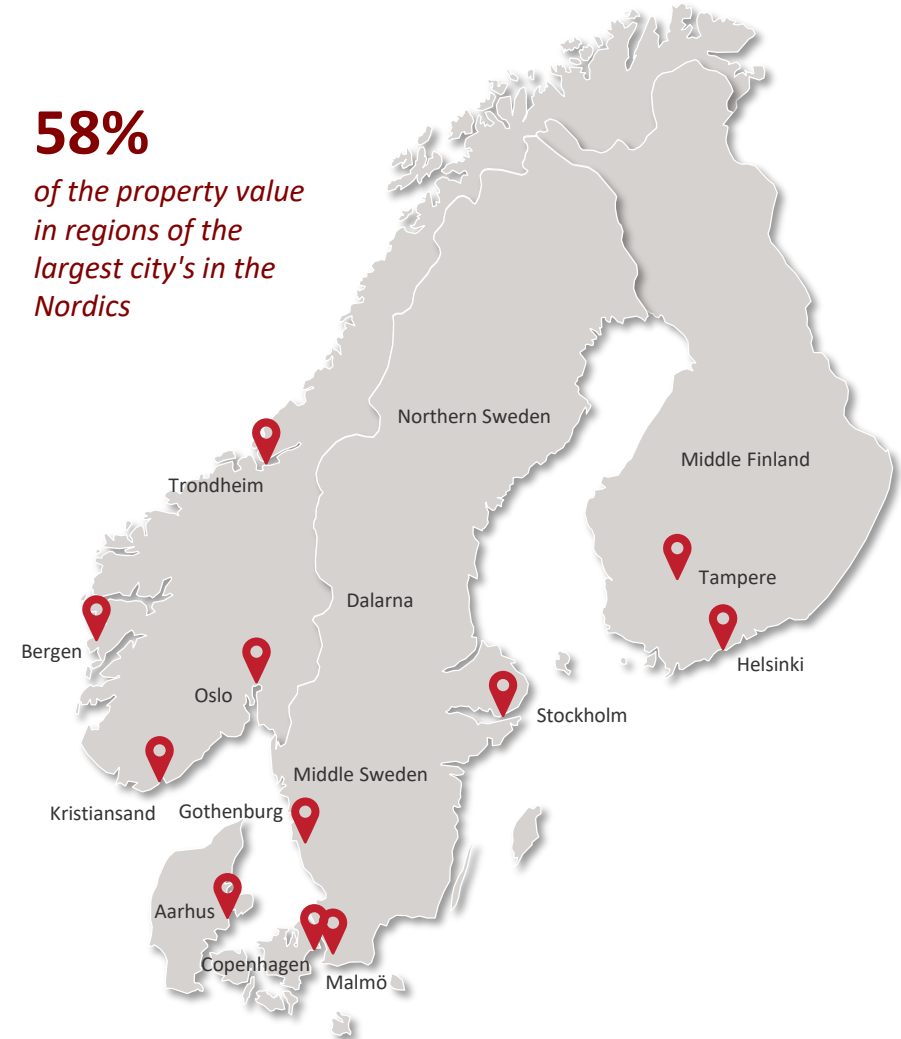 58%
of the property value
in regions of the
largest city's in the
Nordics
Northern Sweden
Middle Finland
Trondheim
Tampere
Dalarna
Bergen
Helsinki
Oslo
Stockholm
Middle Sweden
Kristiansand
Gothenburg
Aarhus
Copenhagen
Malmö